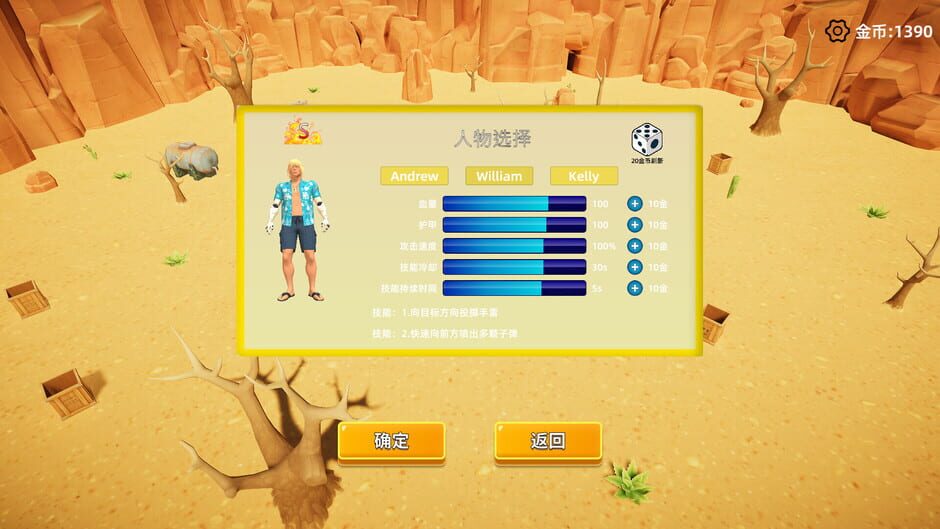 金币:1390
S
人物选择
20金币刷新
Andrew William Kelly
血量 100 10金
护甲 100 10金
攻击速度 100% 10金
技能冷却 30s 10金
技能持续时间 5s 10金
技能：1.向目标方向投掷手雷
技能：2.快速向前方喷出多颗子弹
确定 返回